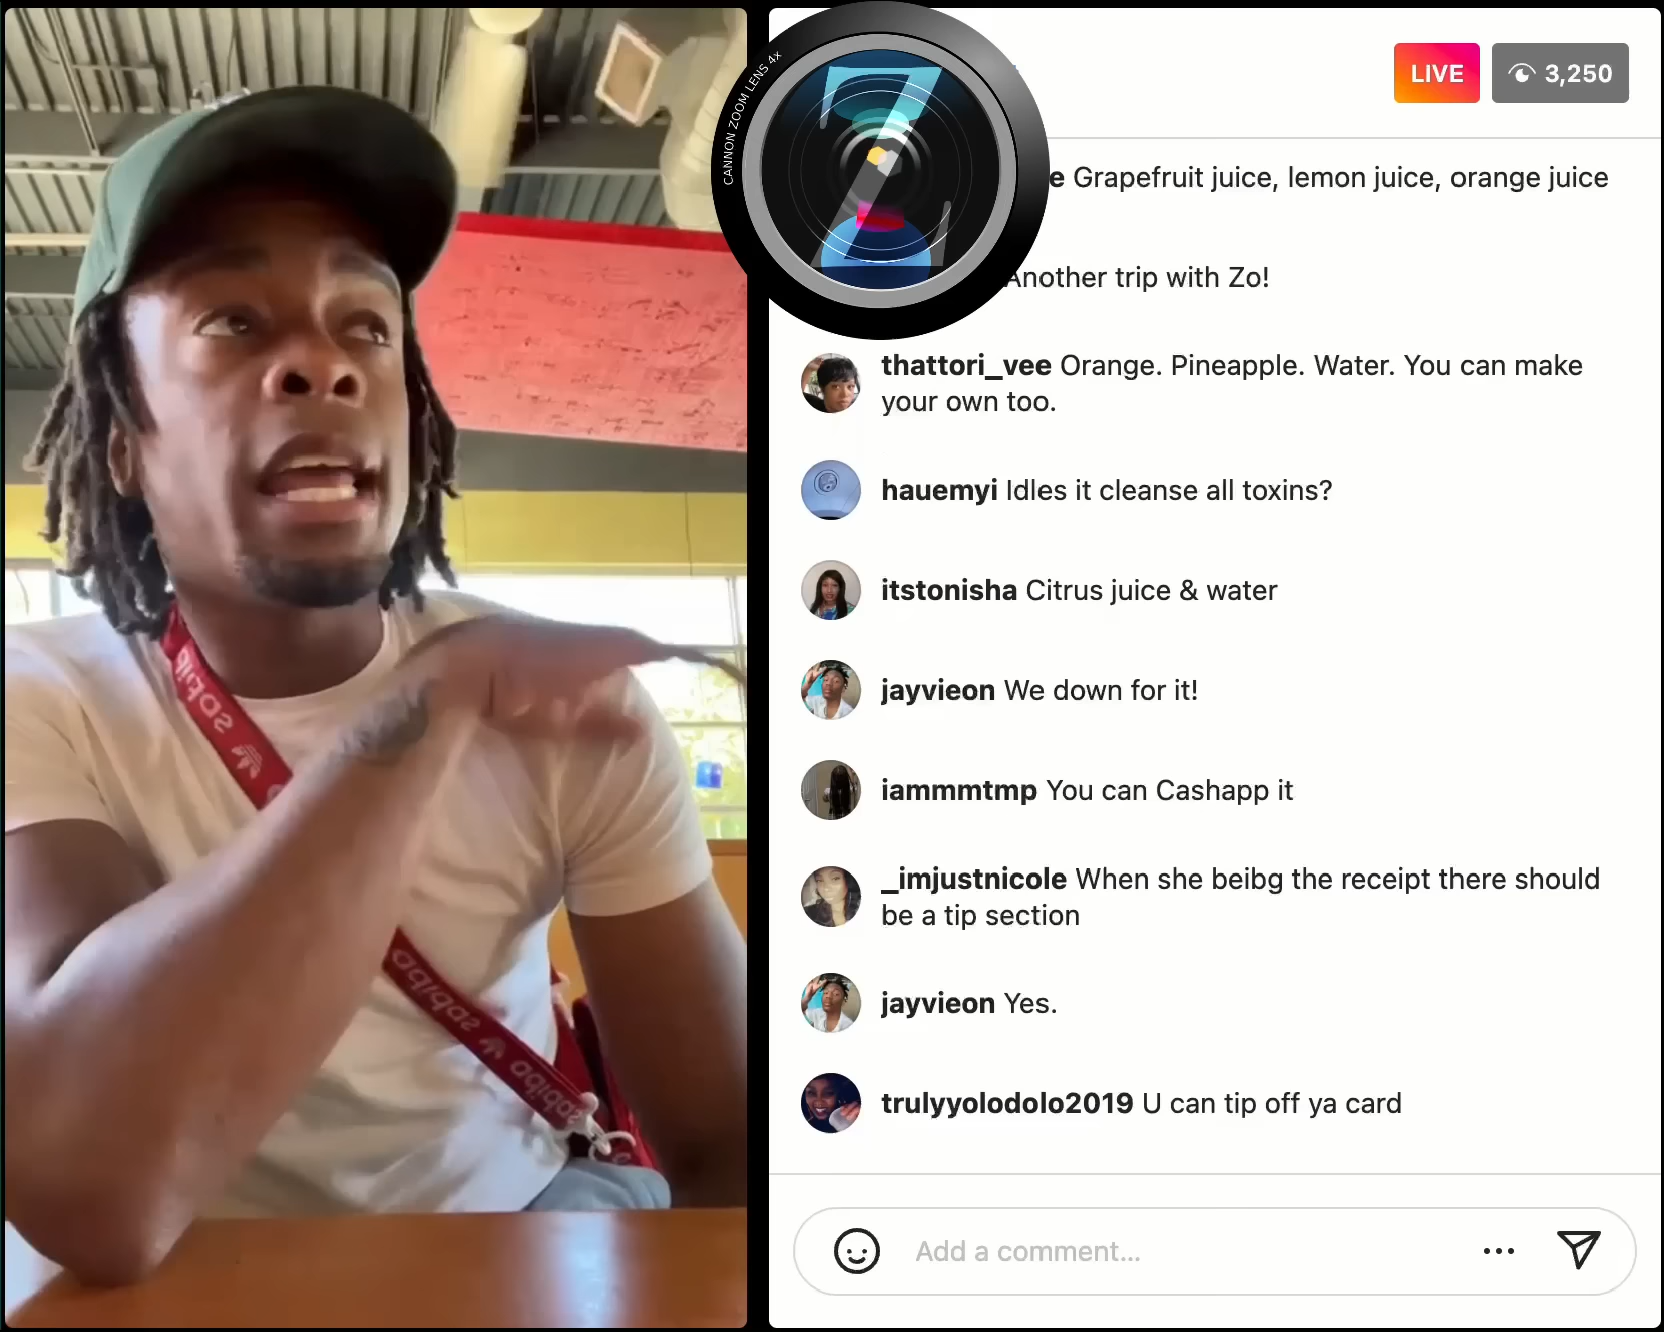 CANNON ZOOM LENS 4x
Z
LIVE
3,250
e Grapefruit juice, lemon juice, orange juice
Another trip with Zo!
thattori_vee Orange. Pineapple. Water. You can make
your own too.
hauemyi Idles it cleanse all toxins?
itstonisha Citrus juice & water
jayvieon We down for it!
iammmtmp You can Cashapp it
_imjustnicole When she beibg the receipt there should
be a tip section
jayvieon Yes.
trulyyolodolo2019 U can tip off ya card
Add a comment...
adidas
adidas
adidas